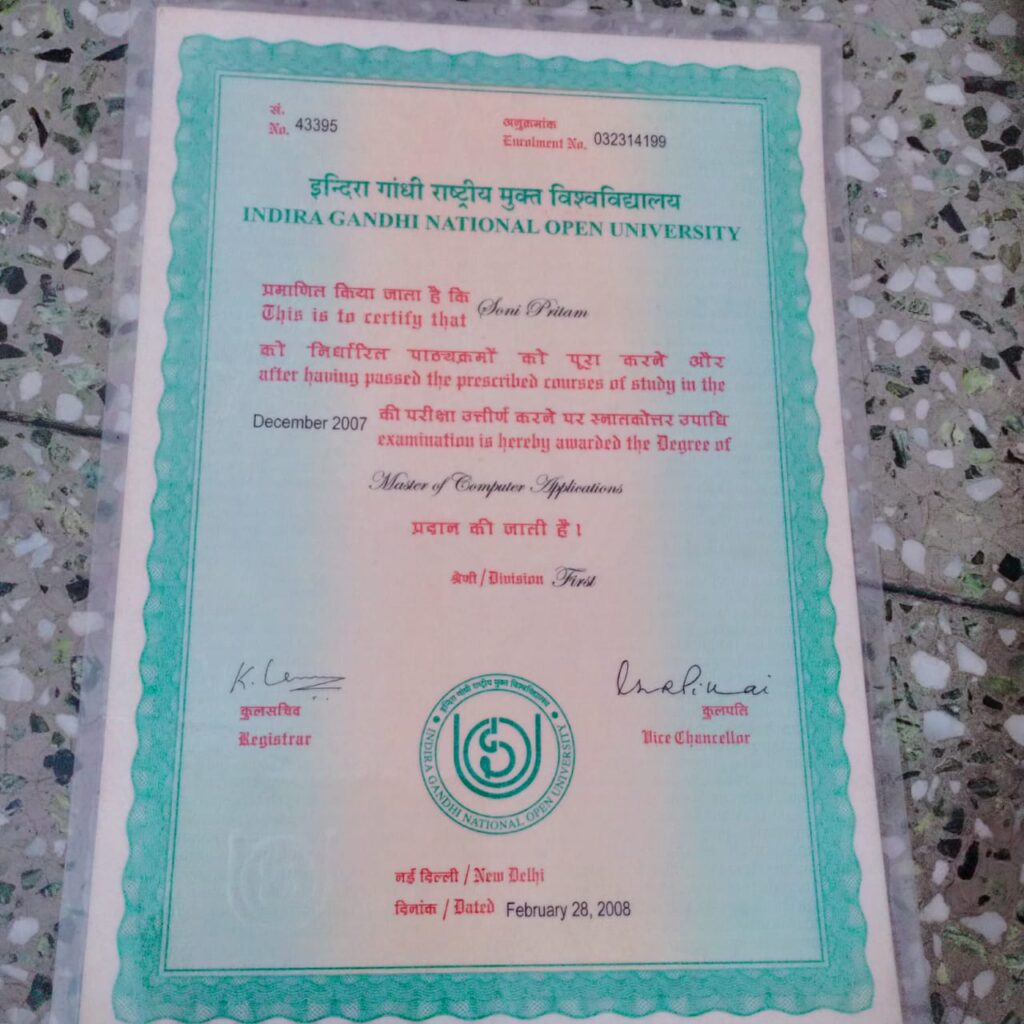 सं.
No. 43395
अनुक्रमांक
Enrolment No. 032314199
इन्दिरा गांधी राष्ट्रीय मुक्त विश्वविद्यालय
INDIRA GANDHI NATIONAL OPEN UNIVERSITY
प्रमाणित किया जाता है कि
This is to certify that Soni Pritam
को निर्धारित पाठ्यक्रमों को पूरा करने और
after having passed the prescribed courses of study in the
December 2007 की परीक्षा उत्तीर्ण करने पर स्नातकोत्तर उपाधि
examination is hereby awarded the Degree of
Master of Computer Applications
प्रदान की जाती है।
श्रेणी/Division First
कुलसचिव
Registrar
कुलपति
Vice Chancellor
इन्दिरा गांधी राष्ट्रीय मुक्त विश्वविद्यालय
INDIRA GANDHI NATIONAL OPEN UNIVERSITY
नई दिल्ली / New Delhi
दिनांक / Dated February 28, 2008